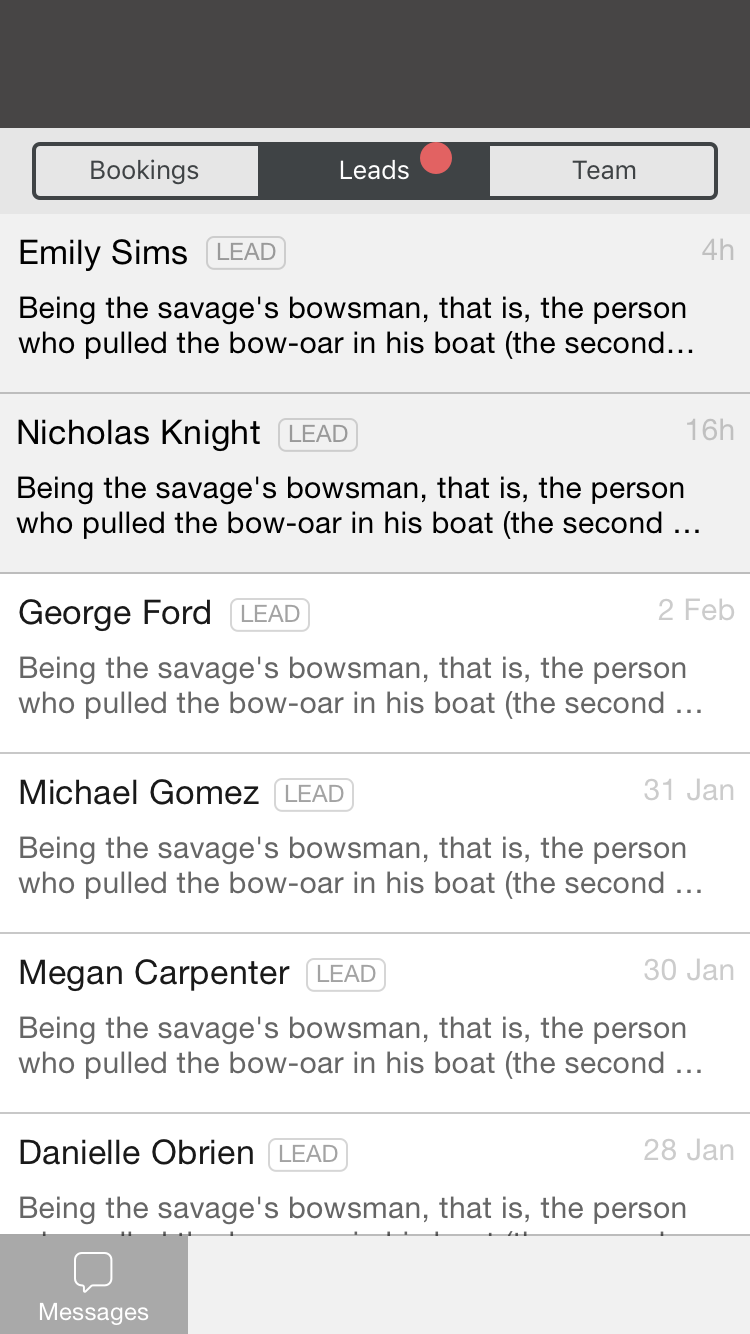 Bookings Leads Team
Emily Sims LEAD 4h
Being the savage's bowsman, that is, the person
who pulled the bow-oar in his boat (the second...
Nicholas Knight LEAD 16h
Being the savage's bowsman, that is, the person
who pulled the bow-oar in his boat (the second ...
George Ford LEAD 2 Feb
Being the savage's bowsman, that is, the person
who pulled the bow-oar in his boat (the second ...
Michael Gomez LEAD 31 Jan
Being the savage's bowsman, that is, the person
who pulled the bow-oar in his boat (the second ...
Megan Carpenter LEAD 30 Jan
Being the savage's bowsman, that is, the person
who pulled the bow-oar in his boat (the second ...
Danielle Obrien LEAD 28 Jan
Being the savage's bowsman, that is, the person
Messages